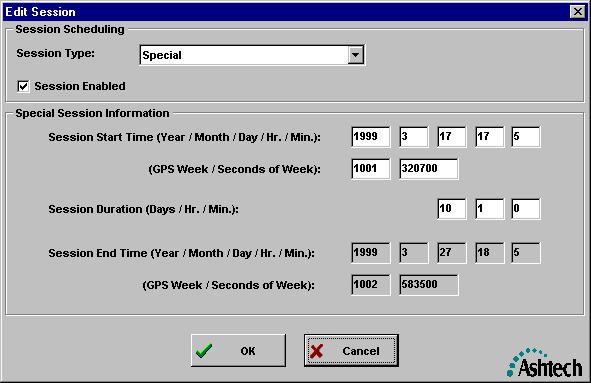 Edit Session
Session Scheduling
Session Type: Special
Session Enabled
Special Session Information
Session Start Time (Year / Month / Day / Hr. / Min.): 1999 3 17 17 5
(GPS Week / Seconds of Week): 1001 320700
Session Duration (Days / Hr. / Min.): 10 1 0
Session End Time (Year / Month / Day / Hr. / Min.): 1999 3 27 18 5
(GPS Week / Seconds of Week): 1002 583500
OK Cancel
Ashtech